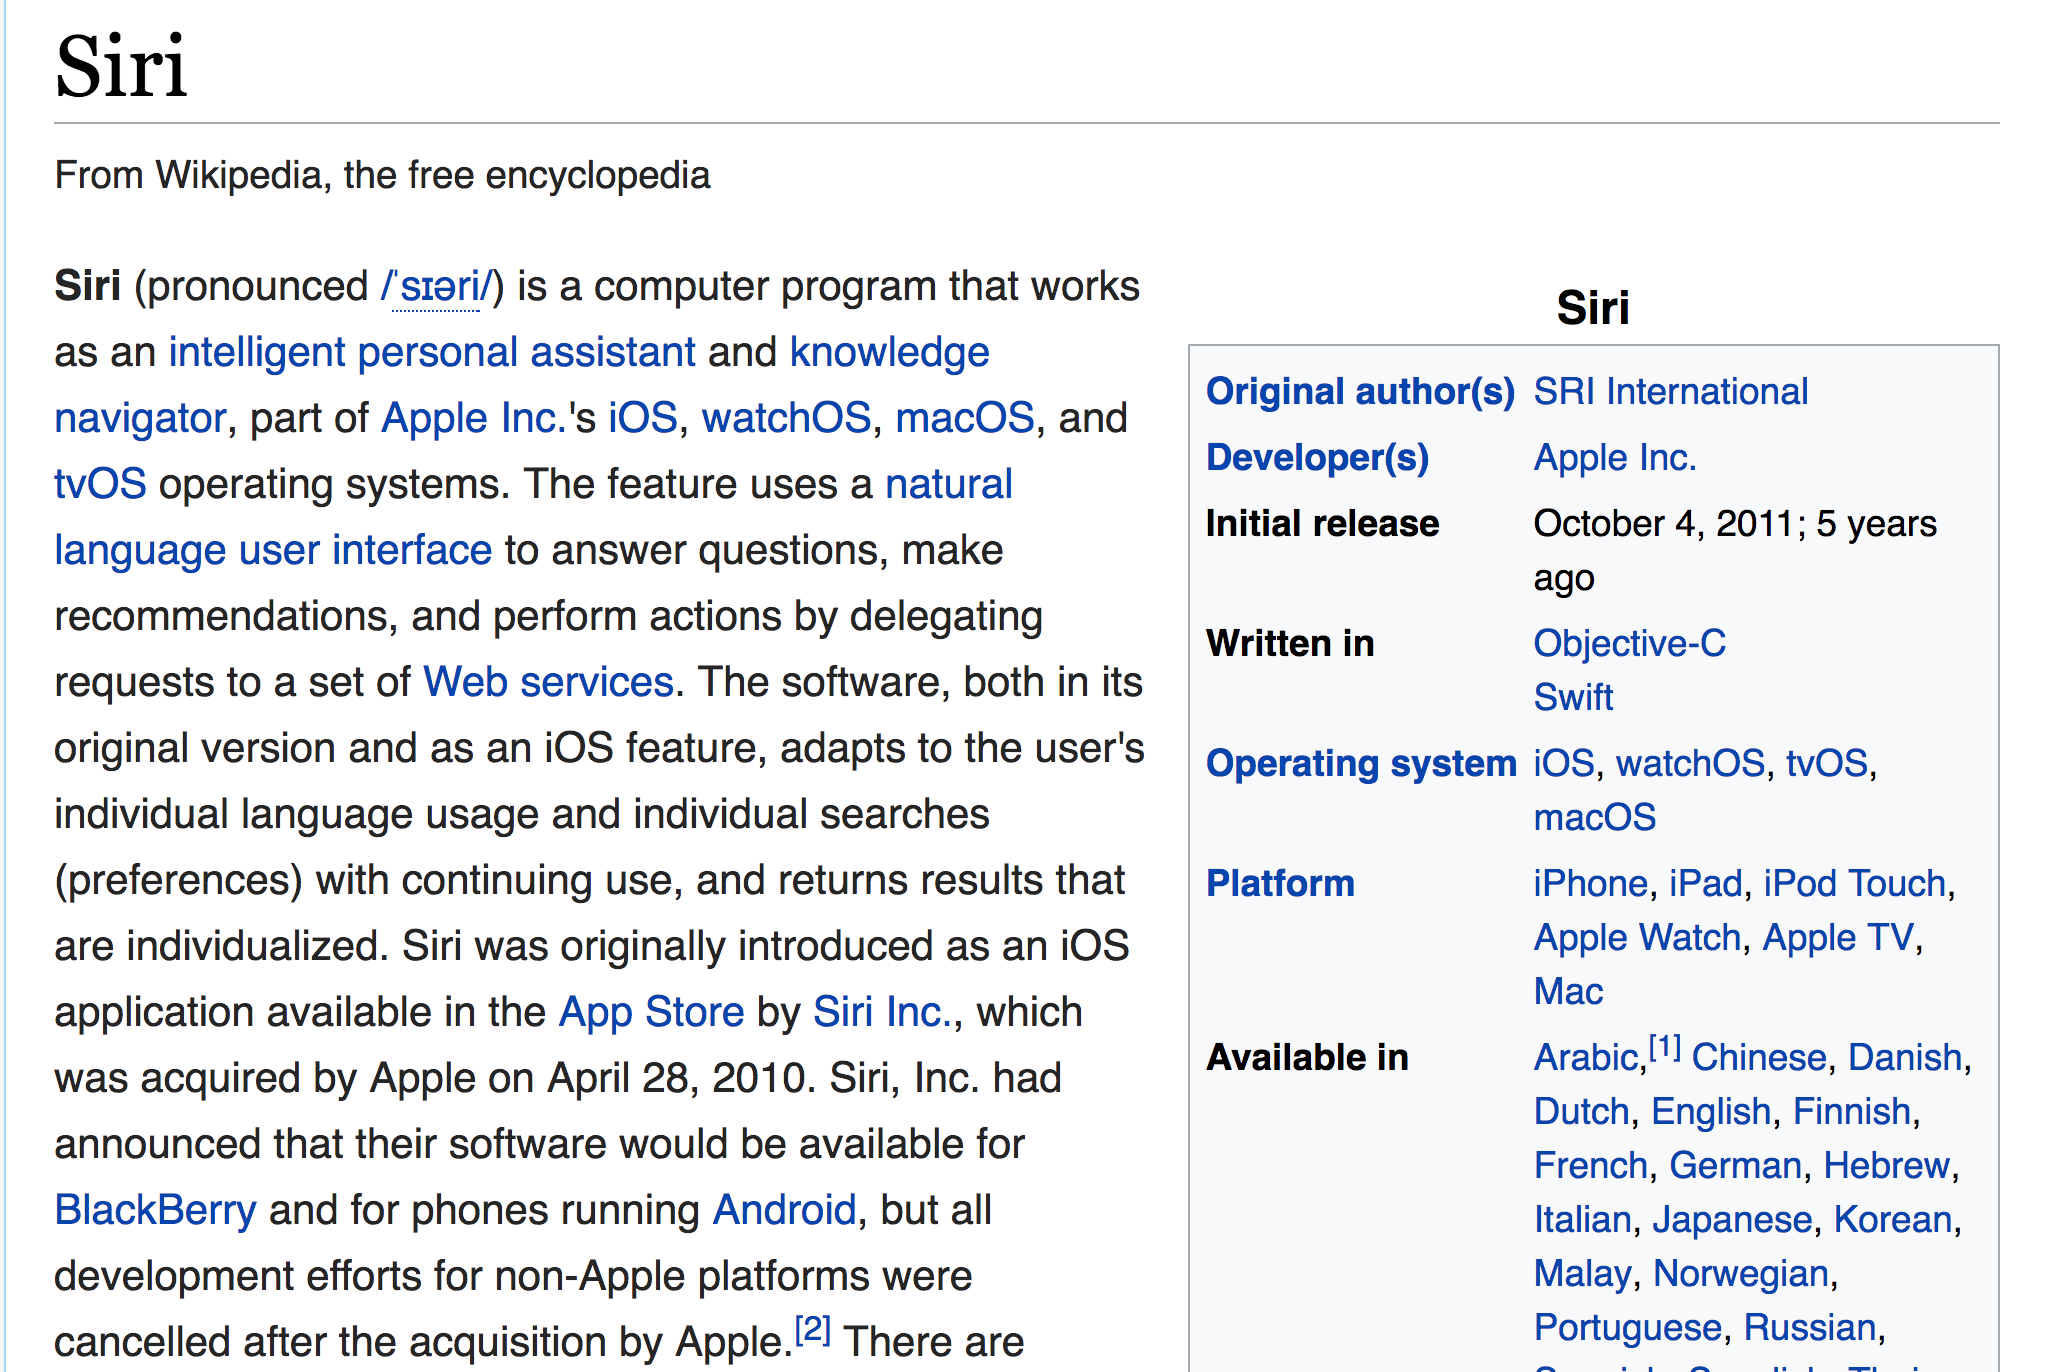 Siri
From Wikipedia, the free encyclopedia
Siri (pronounced /ˈsɪəri/) is a computer program that works
as an intelligent personal assistant and knowledge
navigator, part of Apple Inc.'s iOS, watchOS, macOS, and
tvOS operating systems. The feature uses a natural
language user interface to answer questions, make
recommendations, and perform actions by delegating
requests to a set of Web services. The software, both in its
original version and as an iOS feature, adapts to the user's
individual language usage and individual searches
(preferences) with continuing use, and returns results that
are individualized. Siri was originally introduced as an iOS
application available in the App Store by Siri Inc., which
was acquired by Apple on April 28, 2010. Siri, Inc. had
announced that their software would be available for
BlackBerry and for phones running Android, but all
development efforts for non-Apple platforms were
cancelled after the acquisition by Apple.[2] There are
Siri
Original author(s) SRI International
Developer(s) Apple Inc.
Initial release October 4, 2011; 5 years
ago
Written in Objective-C
Swift
Operating system iOS, watchOS, tvOS,
macOS
Platform iPhone, iPad, iPod Touch,
Apple Watch, Apple TV,
Mac
Available in Arabic,[1] Chinese, Danish,
Dutch, English, Finnish,
French, German, Hebrew,
Italian, Japanese, Korean,
Malay, Norwegian,
Portuguese, Russian,